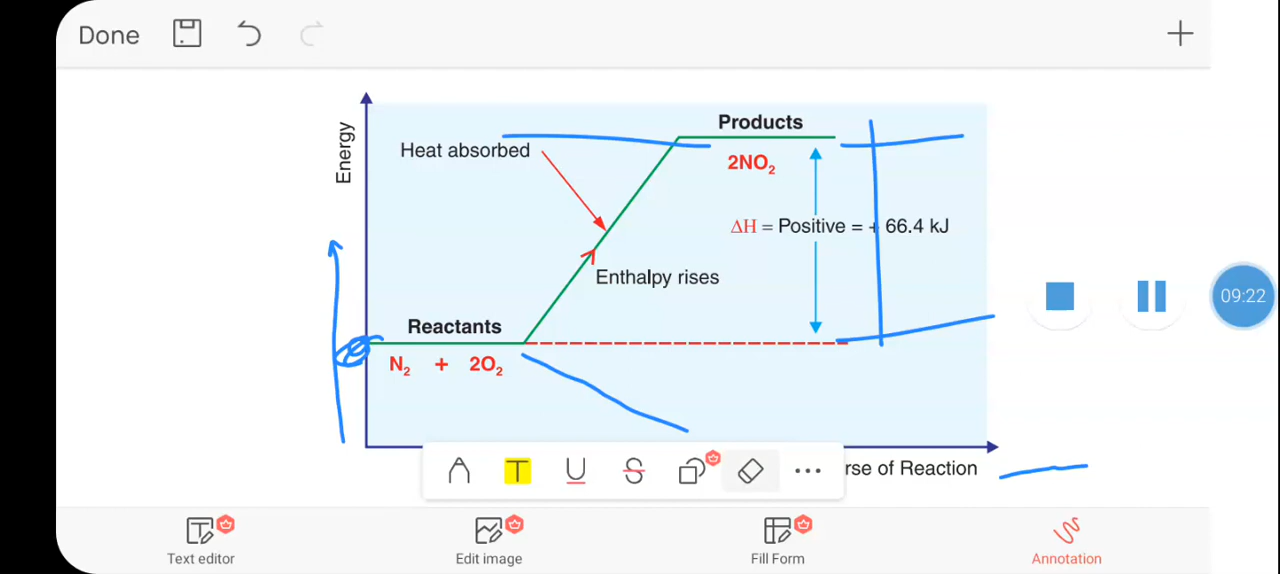 Done
Energy
Products
Heat absorbed
2NO₂
ΔH = Positive = + 66.4 kJ
Enthalpy rises
09:22
Reactants
N₂ + 2O₂
T U S
rse of Reaction
Text editor
Edit image
Fill Form
Annotation